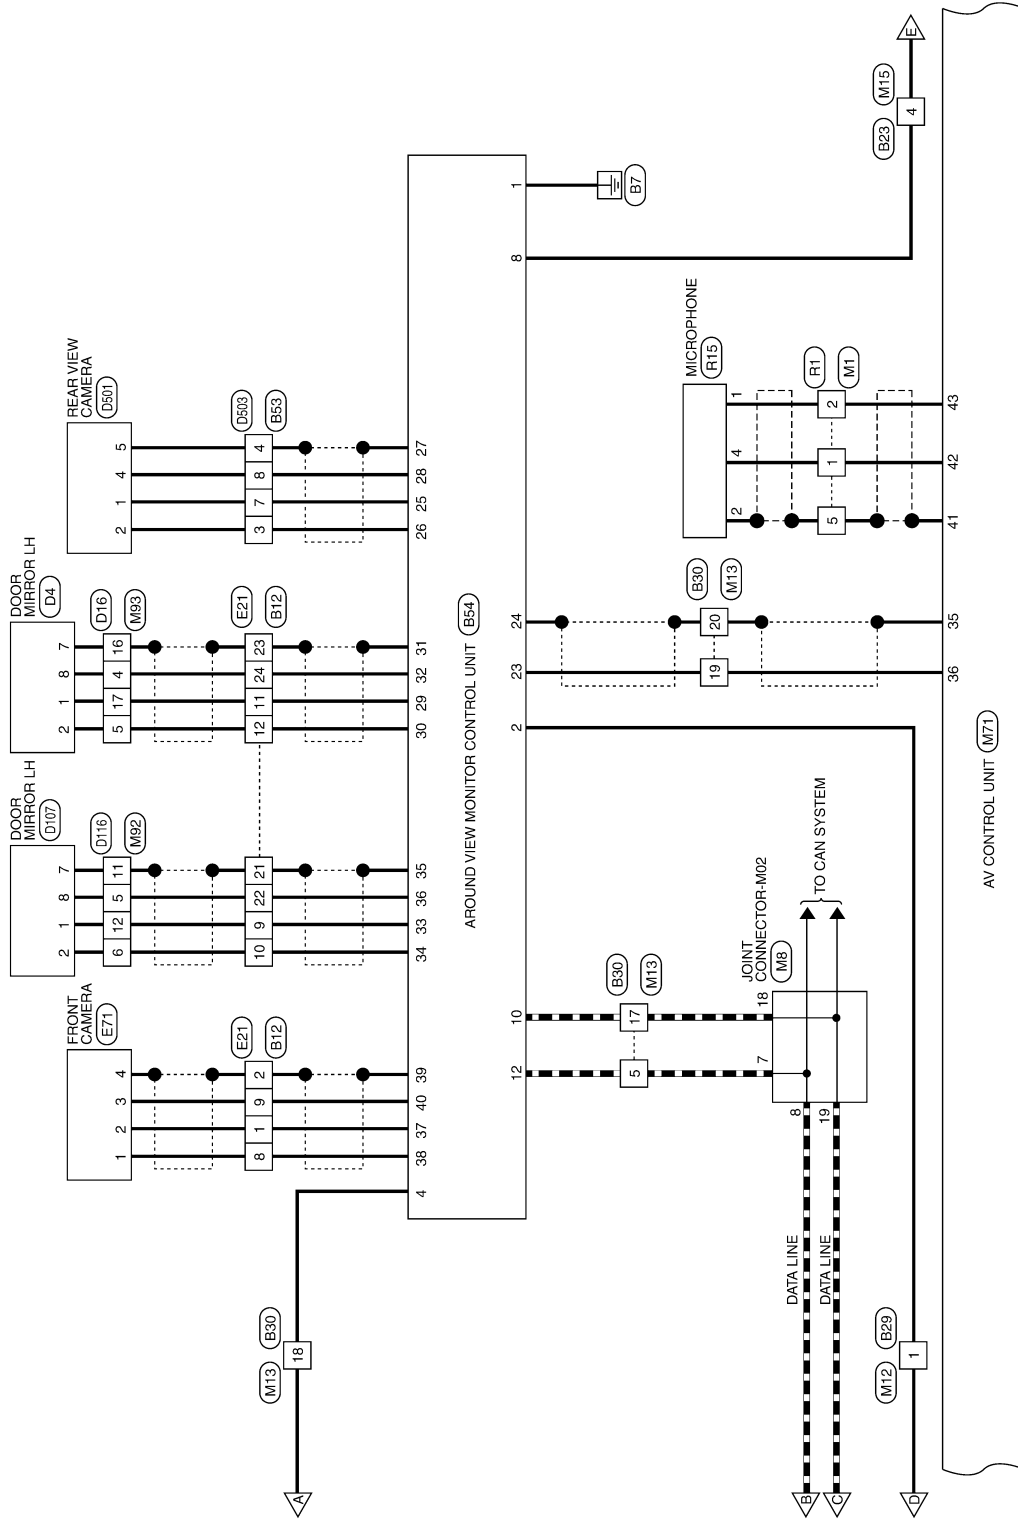 A
M13
B30
18
FRONT
CAMERA
E71
1
2
3
4
E21
B12
8
1
9
2
38
37
40
39
4
DOOR
MIRROR LH
D107
2
1
8
7
D116
M92
6
12
5
11
10
9
22
21
34
33
36
35
DOOR
MIRROR LH
D4
2
1
8
7
D16
M93
5
17
4
16
E21
B12
12
11
24
23
30
29
32
31
REAR VIEW
CAMERA
D501
2
1
4
5
D503
B53
3
7
8
4
26
25
28
27
AROUND VIEW MONITOR CONTROL UNIT
B54
12
10
2
23
24
8
1
B7
B30
M13
5
17
7
18
JOINT
CONNECTOR-M02
M8
8
19
TO CAN SYSTEM
DATA LINE
DATA LINE
B
C
D
M12
B29
1
B30
M13
19
20
36
35
MICROPHONE
R15
2
4
1
R1
M1
5
1
2
41
42
43
B23
M15
4
E
AV CONTROL UNIT
M71